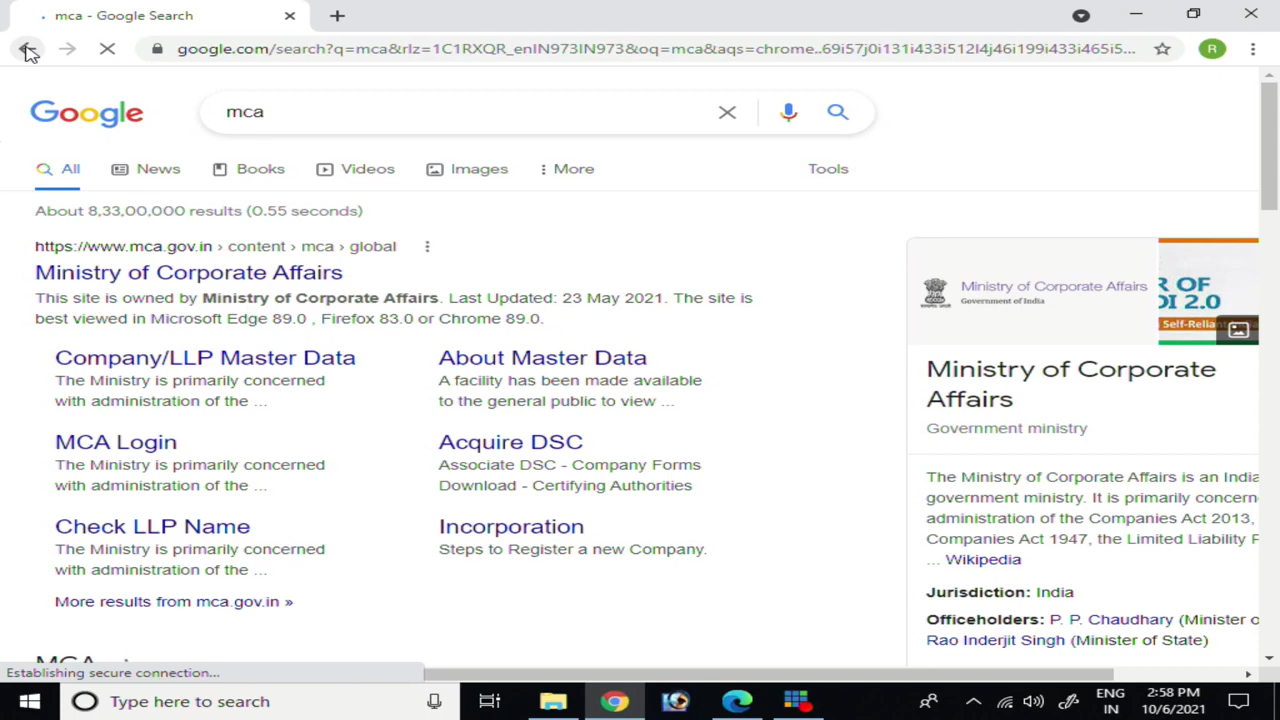 mca - Google Search
google.com/search?q=mca&rlz=1C1RXQR_enIN973IN973&oq=mca&aqs=chrome..69i57j0i131i433i512l4j46i199i433i465i5...
R
Google
mca
All
News
Books
Videos
Images
More
Tools
About 8,33,00,000 results (0.55 seconds)
https://www.mca.gov.in › content › mca › global
Ministry of Corporate Affairs
This site is owned by Ministry of Corporate Affairs. Last Updated: 23 May 2021. The site is
best viewed in Microsoft Edge 89.0 , Firefox 83.0 or Chrome 89.0.
Company/LLP Master Data
The Ministry is primarily concerned
with administration of the ...
About Master Data
A facility has been made available
to the general public to view ...
MCA Login
The Ministry is primarily concerned
with administration of the ...
Acquire DSC
Associate DSC - Company Forms
Download - Certifying Authorities
Check LLP Name
The Ministry is primarily concerned
with administration of the ...
Incorporation
Steps to Register a new Company.
More results from mca.gov.in »
Ministry of Corporate Affairs
Government of India
R OF
DI 2.0
Self-Relia
Ministry of Corporate
Affairs
Government ministry
The Ministry of Corporate Affairs is an India
government ministry. It is primarily concern
administration of the Companies Act 2013,
Companies Act 1947, the Limited Liability
... Wikipedia
Jurisdiction: India
Officeholders: P. P. Chaudhary (Minister o
Rao Inderjit Singh (Minister of State)
Establishing secure connection...
Type here to search
ENG
IN
2:58 PM
10/6/2021